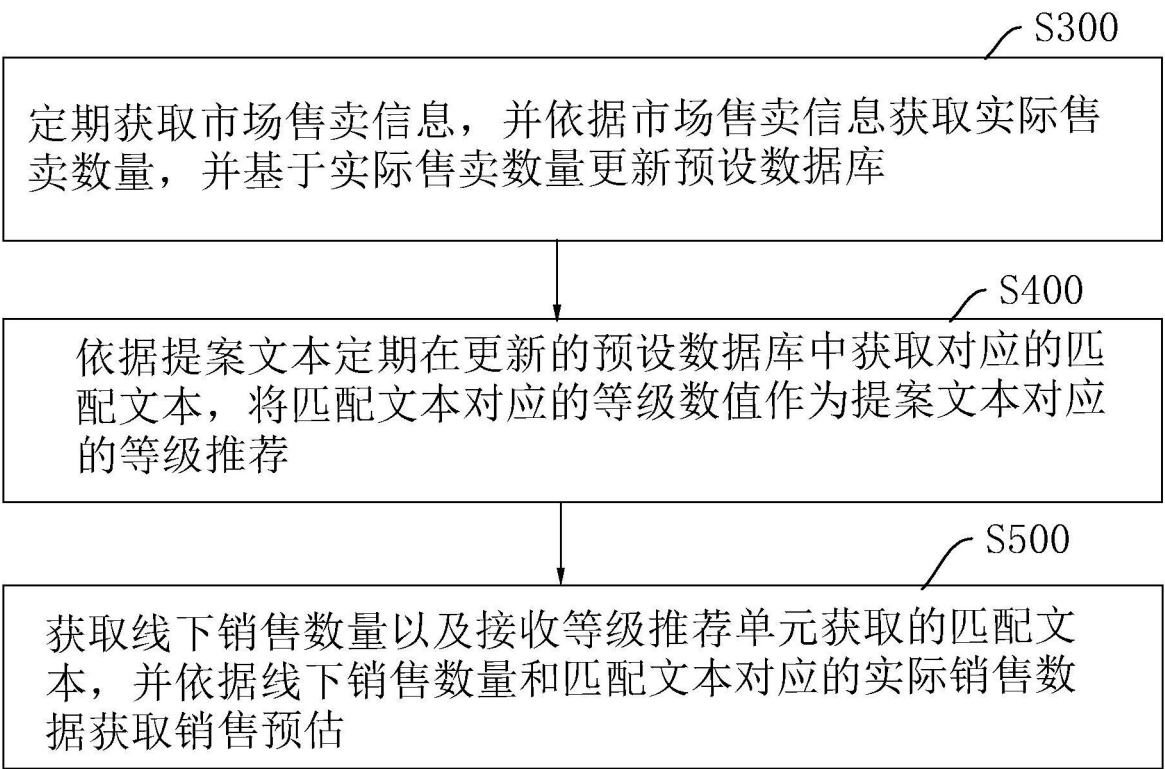 S300
定期获取市场售卖信息，并依据市场售卖信息获取实际售
卖数量，并基于实际售卖数量更新预设数据库
S400
依据提案文本定期在更新的预设数据库中获取对应的匹
配文本，将匹配文本对应的等级数值作为提案文本对应
的等级推荐
S500
获取线下销售数量以及接收等级推荐单元获取的匹配文
本，并依据线下销售数量和匹配文本对应的实际销售数
据获取销售预估